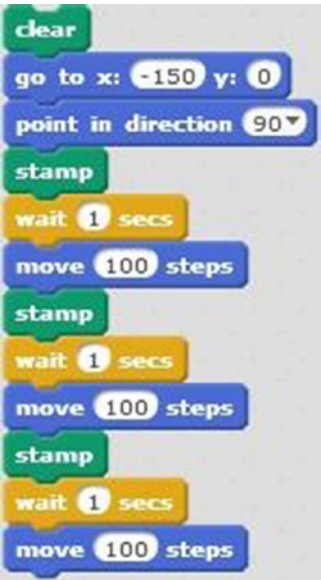 clear
go to x: -150 y: 0
point in direction 90
stamp
wait 1 secs
move 100 steps
stamp
wait 1 secs
move 100 steps
stamp
wait 1 secs
move 100 steps